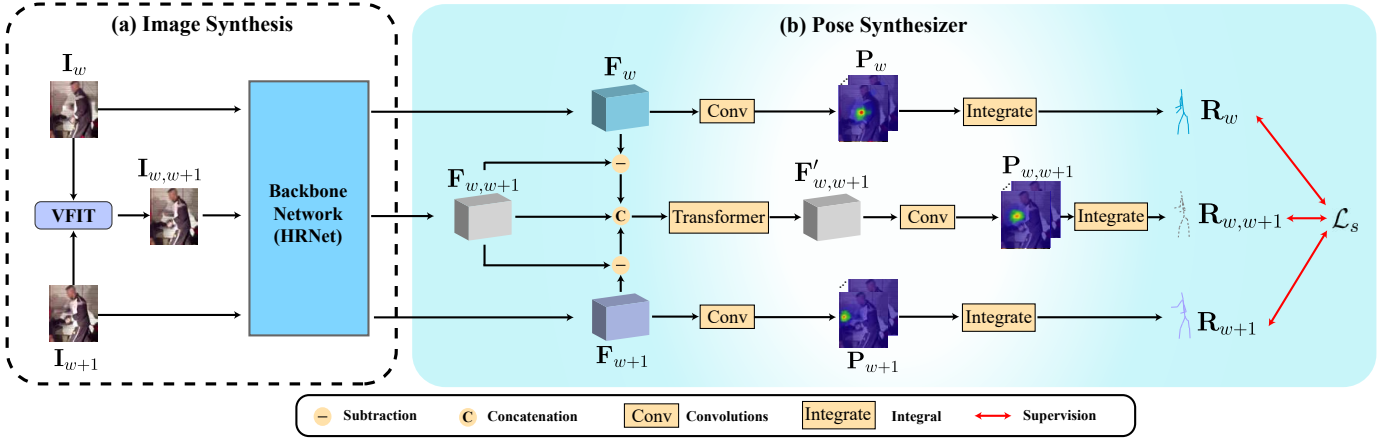 (a) Image Synthesis
I_w
I_{w,w+1}
VFIT
I_{w+1}
Backbone
Network
(HRNet)
(b) Pose Synthesizer
F_w
Conv
P_w
Integrate
R_w
−
F_{w,w+1}
C
Transformer
F′_{w,w+1}
Conv
P_{w,w+1}
Integrate
R_{w,w+1}
ℒ_s
−
F_{w+1}
Conv
P_{w+1}
Integrate
R_{w+1}
− Subtraction
C Concatenation
Conv Convolutions
Integrate Integral
Supervision